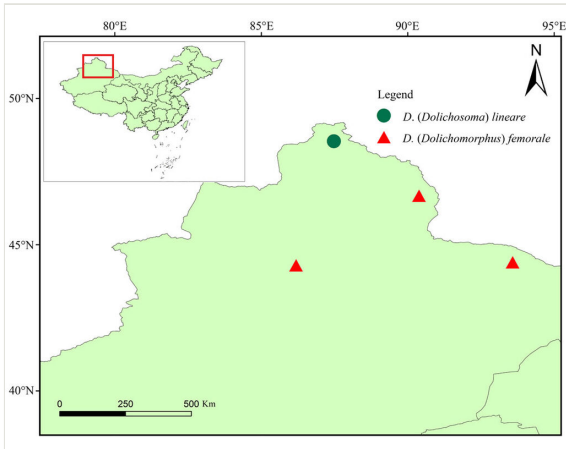 80°E 85°E 90°E 95°E
N
50°N
Legend
D. (Dolichosoma) lineare
D. (Dolichomorphus) femorale
45°N
40°N
0 250 500 Km